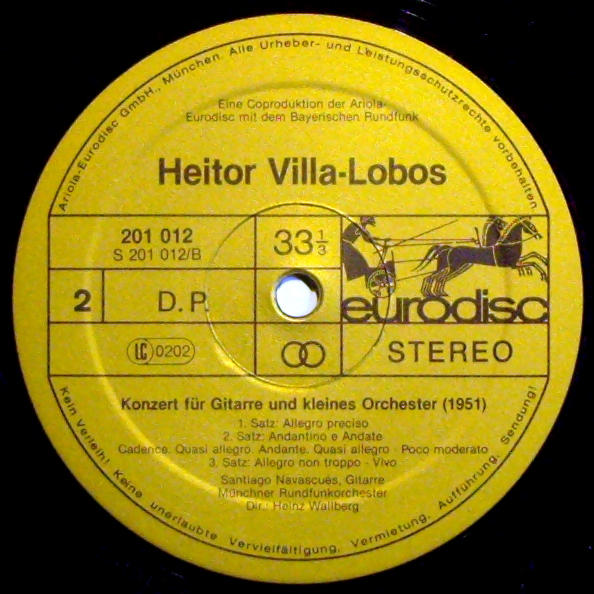 Ariola-Eurodisc GmbH., München. Alle Urheber- und Leistungsschutzrechte vorbehalten
Eine Coproduktion der Ariola-
Eurodisc mit dem Bayerischen Rundfunk
Heitor Villa-Lobos
201 012
S 201 012/B
33 1/3
2
D.P.
eurodisc
LC 0202
STEREO
Konzert für Gitarre und kleines Orchester (1951)
1. Satz: Allegro preciso
2. Satz: Andantino e Andate
Cadence: Quasi allegro. Andante. Quasi allegro - Poco moderato
3. Satz: Allegro non troppo - Vivo
Santiago Navascués, Gitarre
Münchner Rundfunkorchester
Dir.: Heinz Wallberg
Kein Verleih! Keine unerlaubte Vervielfältigung, Vermietung, Aufführung, Sendung!